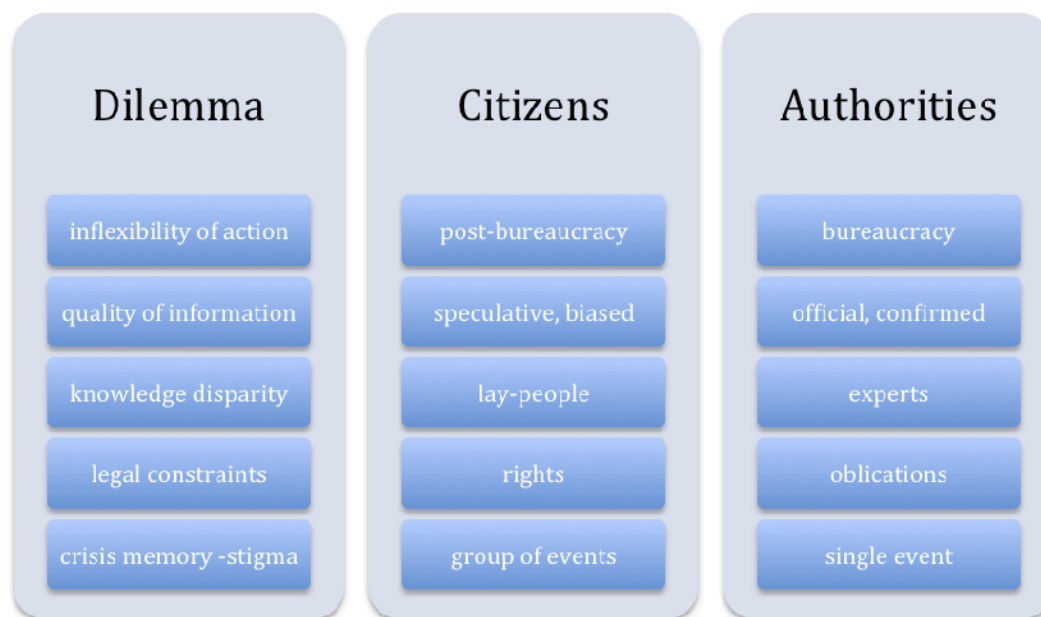 Dilemma
Citizens
Authorities
inflexibility of action
post-bureaucracy
bureaucracy
quality of information
speculative, biased
official, confirmed
knowledge disparity
lay-people
experts
legal constraints
rights
oblications
crisis memory -stigma
group of events
single event